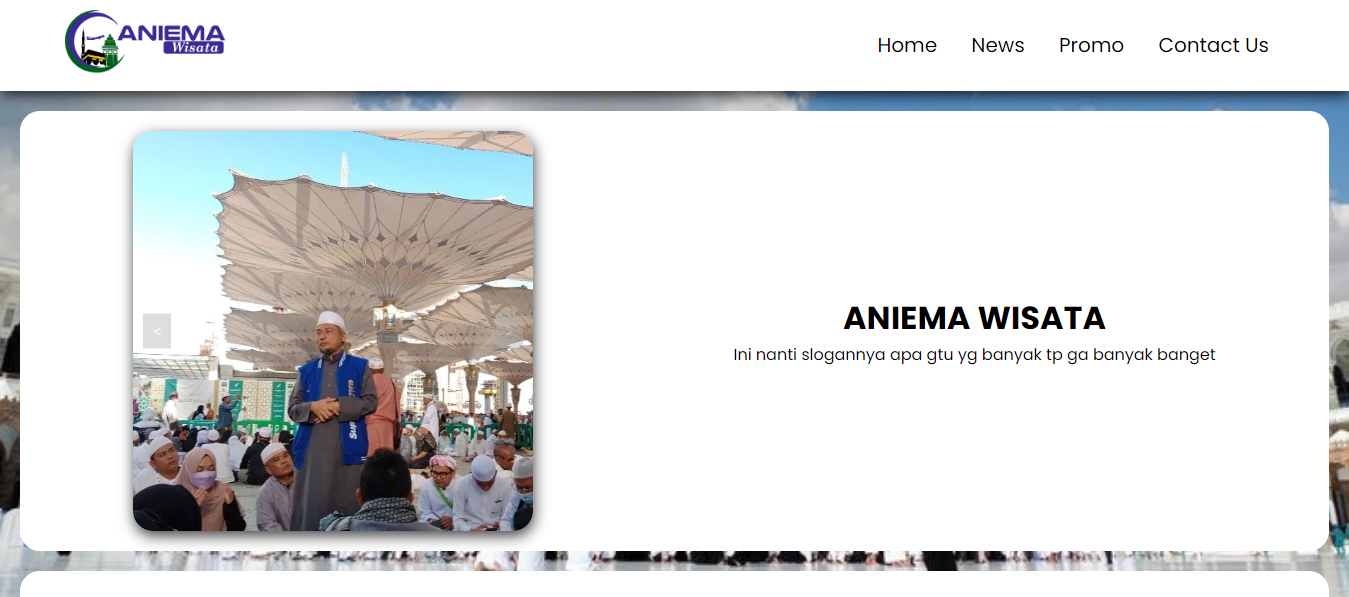 ANIEMA
Wisata
Home News Promo Contact Us
<
>
ANIEMA WISATA
Ini nanti slogannya apa gtu yg banyak tp ga banyak banget